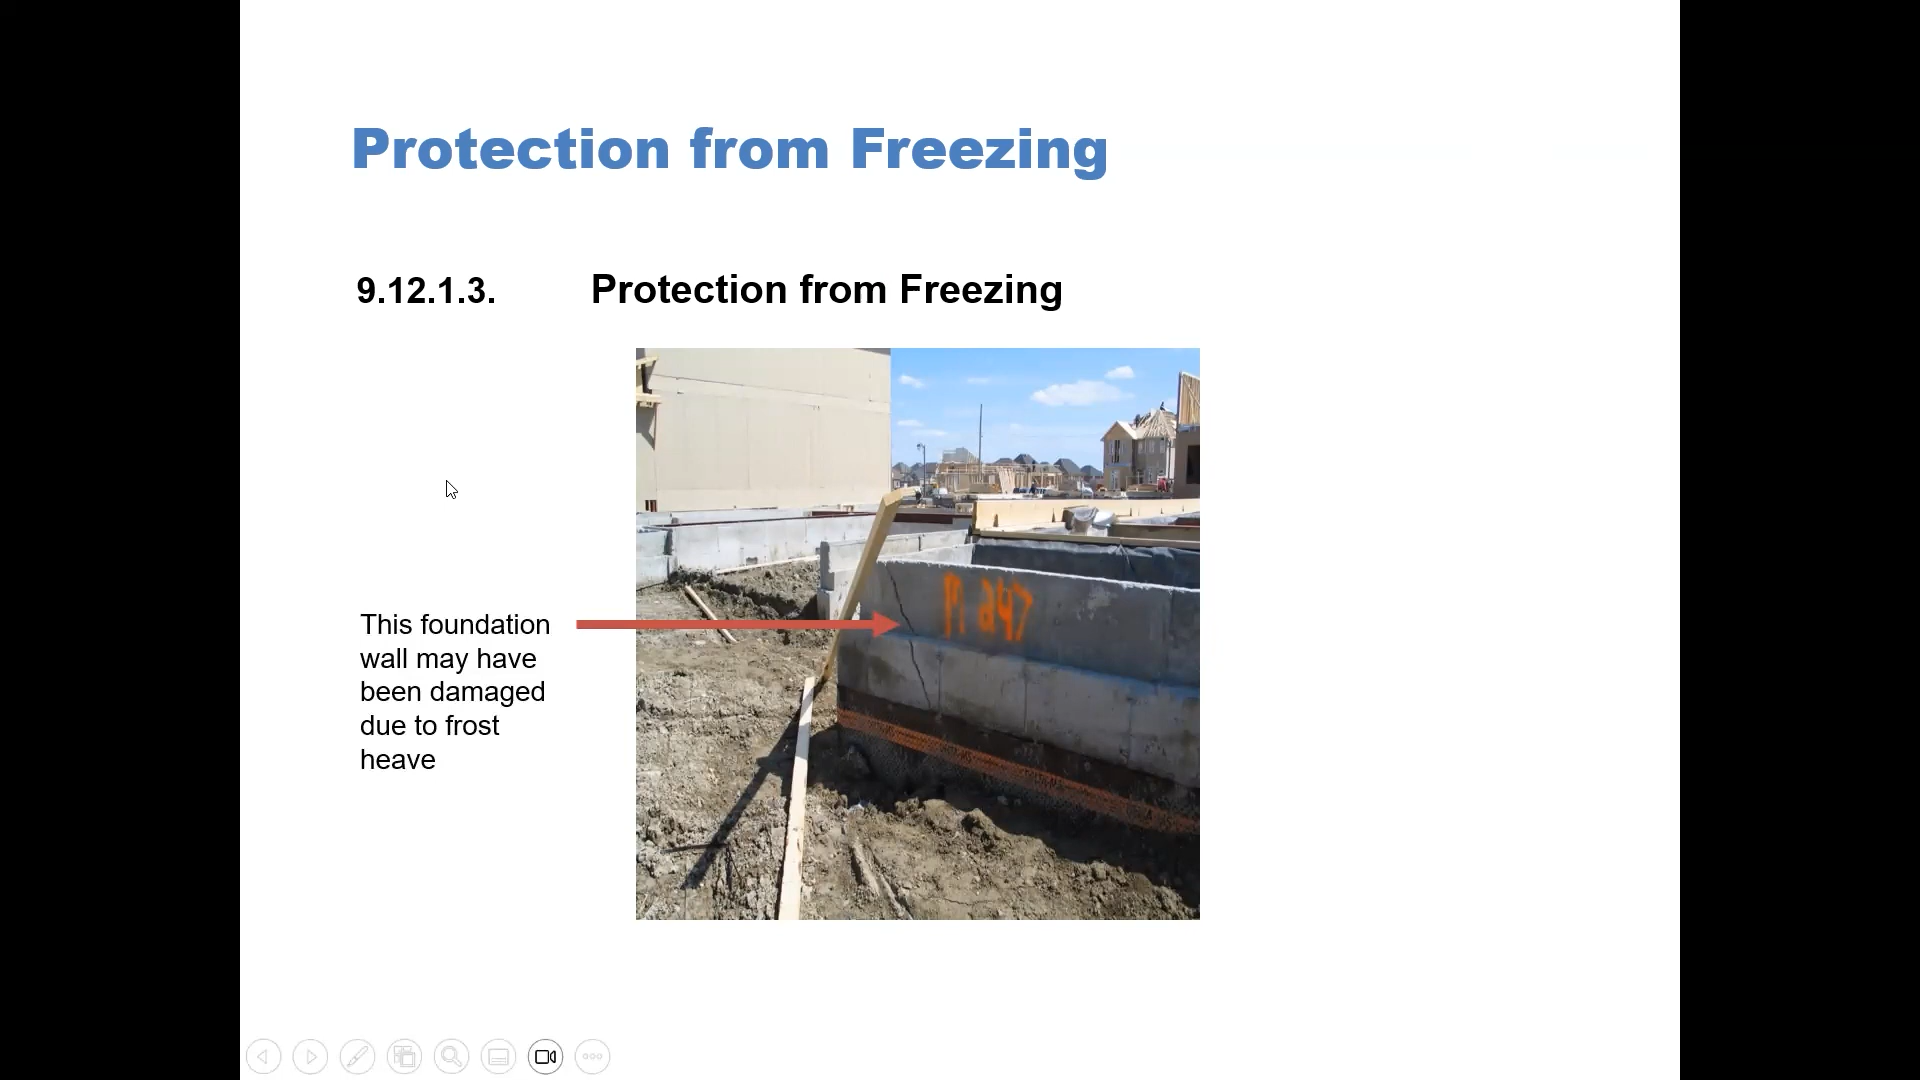 Protection from Freezing
9.12.1.3. Protection from Freezing
This foundation
wall may have
been damaged
due to frost
heave
M 247